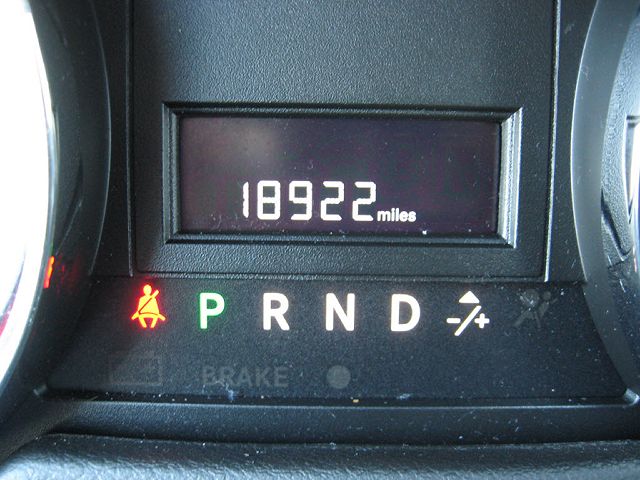 18922 miles
P R N D -/+
BRAKE